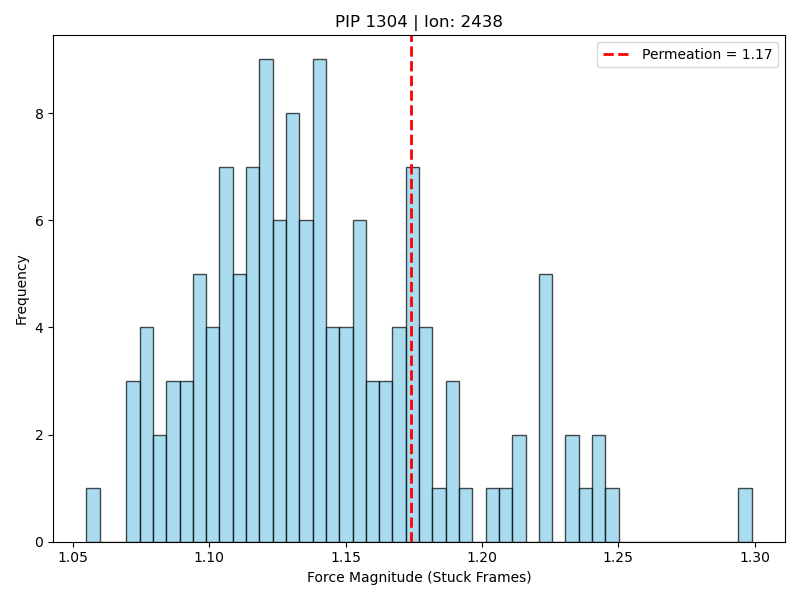 PIP 1304 | Ion: 2438
Permeation = 1.17
Frequency
8
6
4
2
0
1.05 1.10 1.15 1.20 1.25 1.30
Force Magnitude (Stuck Frames)